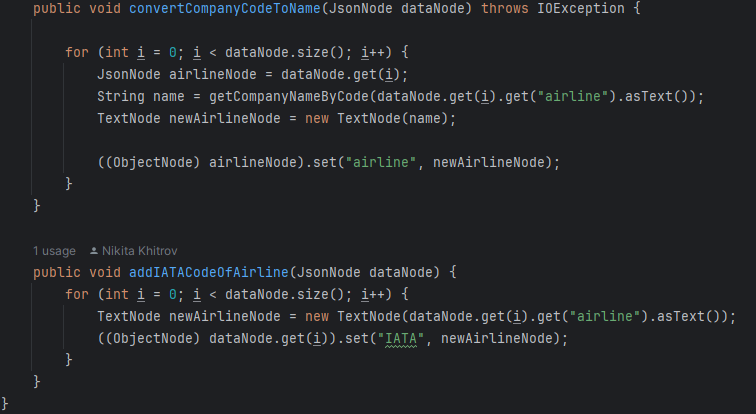 public void convertCompanyCodeToName(JsonNode dataNode) throws IOException {
for (int i = 0; i < dataNode.size(); i++) {
JsonNode airlineNode = dataNode.get(i);
String name = getCompanyNameByCode(dataNode.get(i).get("airline").asText());
TextNode newAirlineNode = new TextNode(name);
((ObjectNode) airlineNode).set("airline", newAirlineNode);
}
}
1 usage Nikita Khitrov
public void addIATACodeOfAirline(JsonNode dataNode) {
for (int i = 0; i < dataNode.size(); i++) {
TextNode newAirlineNode = new TextNode(dataNode.get(i).get("airline").asText());
((ObjectNode) dataNode.get(i)).set("IATA", newAirlineNode);
}
}
}